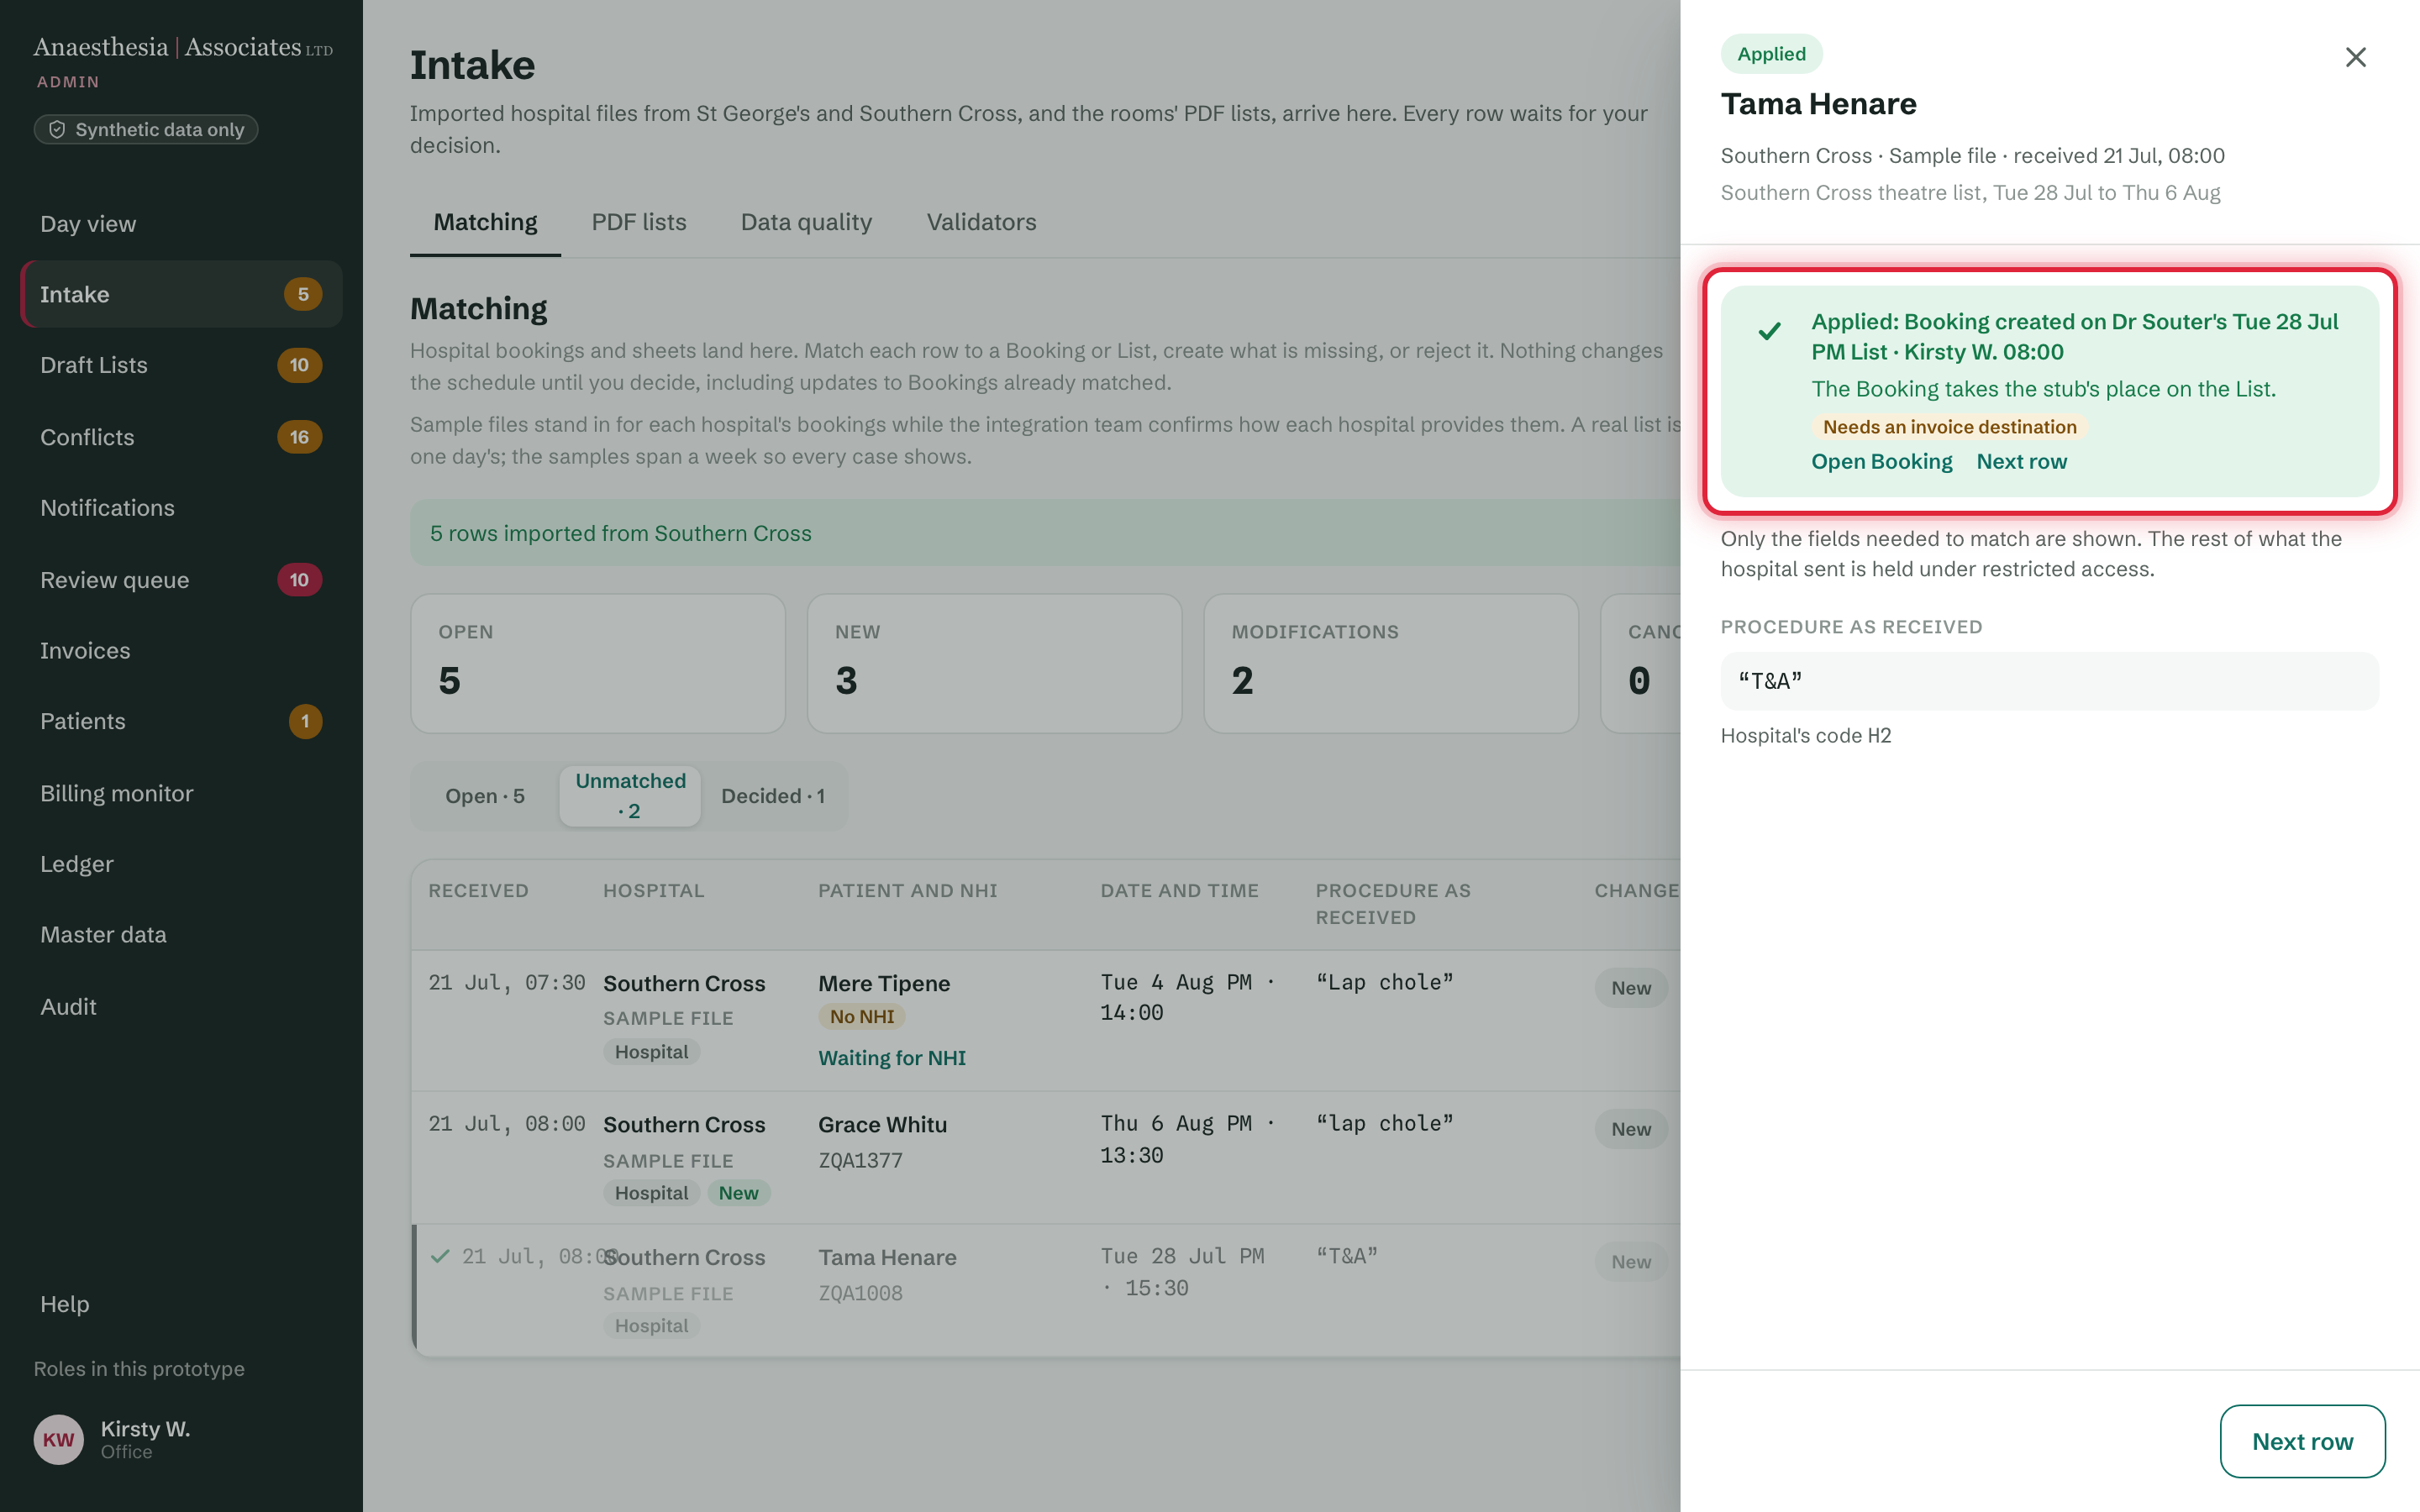 Anaesthesia | Associates LTD
ADMIN
Synthetic data only
Day view
Intake 5
Draft Lists 10
Conflicts 16
Notifications
Review queue 10
Invoices
Patients 1
Billing monitor
Ledger
Master data
Audit
Help
Roles in this prototype
KW
Kirsty W.
Office
Intake
Imported hospital files from St George's and Southern Cross, and the rooms' PDF lists, arrive here. Every row waits for your
decision.
Matching PDF lists Data quality Validators
Matching
Hospital bookings and sheets land here. Match each row to a Booking or List, create what is missing, or reject it. Nothing changes
the schedule until you decide, including updates to Bookings already matched.
Sample files stand in for each hospital's bookings while the integration team confirms how each hospital provides them. A real list is
one day's; the samples span a week so every case shows.
5 rows imported from Southern Cross
OPEN
5
NEW
3
MODIFICATIONS
2
CANC
0
Open · 5
Unmatched
· 2
Decided · 1
RECEIVED HOSPITAL PATIENT AND NHI DATE AND TIME PROCEDURE AS CHANGE
RECEIVED
21 Jul, 07:30 Southern Cross Mere Tipene Tue 4 Aug PM · “Lap chole” New
SAMPLE FILE No NHI 14:00
Hospital Waiting for NHI
21 Jul, 08:00 Southern Cross Grace Whitu Thu 6 Aug PM · “lap chole” New
SAMPLE FILE ZQA1377 13:30
Hospital New
21 Jul, 08:00 Southern Cross Tama Henare Tue 28 Jul PM “T&A” New
SAMPLE FILE ZQA1008 · 15:30
Hospital
Applied
Tama Henare
Southern Cross · Sample file · received 21 Jul, 08:00
Southern Cross theatre list, Tue 28 Jul to Thu 6 Aug
Applied: Booking created on Dr Souter's Tue 28 Jul
PM List · Kirsty W. 08:00
The Booking takes the stub's place on the List.
Needs an invoice destination
Open Booking Next row
Only the fields needed to match are shown. The rest of what the
hospital sent is held under restricted access.
PROCEDURE AS RECEIVED
“T&A”
Hospital's code H2
Next row